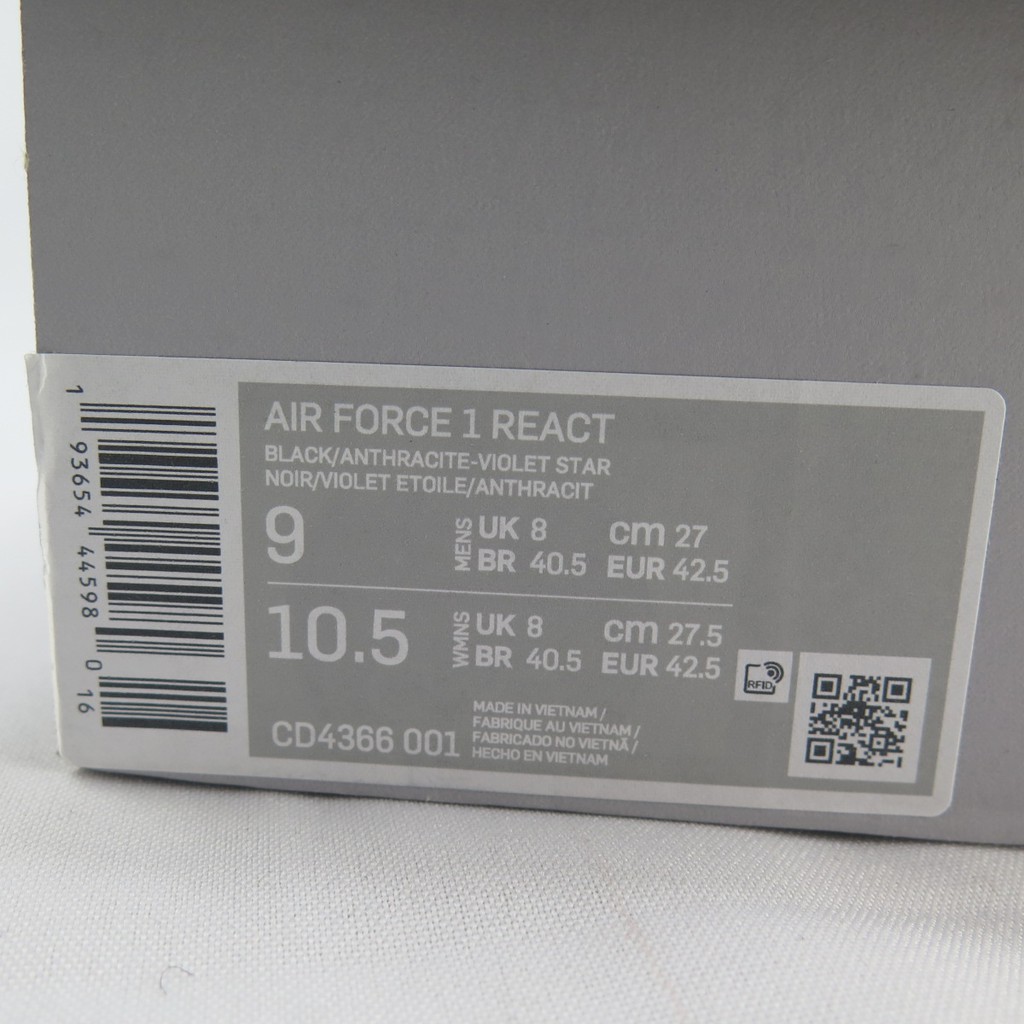 AIR FORCE 1 REACT
BLACK/ANTHRACITE-VIOLET STAR
NOIR/VIOLET ETOILE/ANTHRACIT
9
MENS
UK 8 cm 27
BR 40.5 EUR 42.5
10.5
WMNS
UK 8 cm 27.5
BR 40.5 EUR 42.5
RFID
CD4366 001
MADE IN VIETNAM /
FABRIQUE AU VIETNAM /
FABRICADO NO VIETNÃ /
HECHO EN VIETNAM
1 93654 44598 0 16